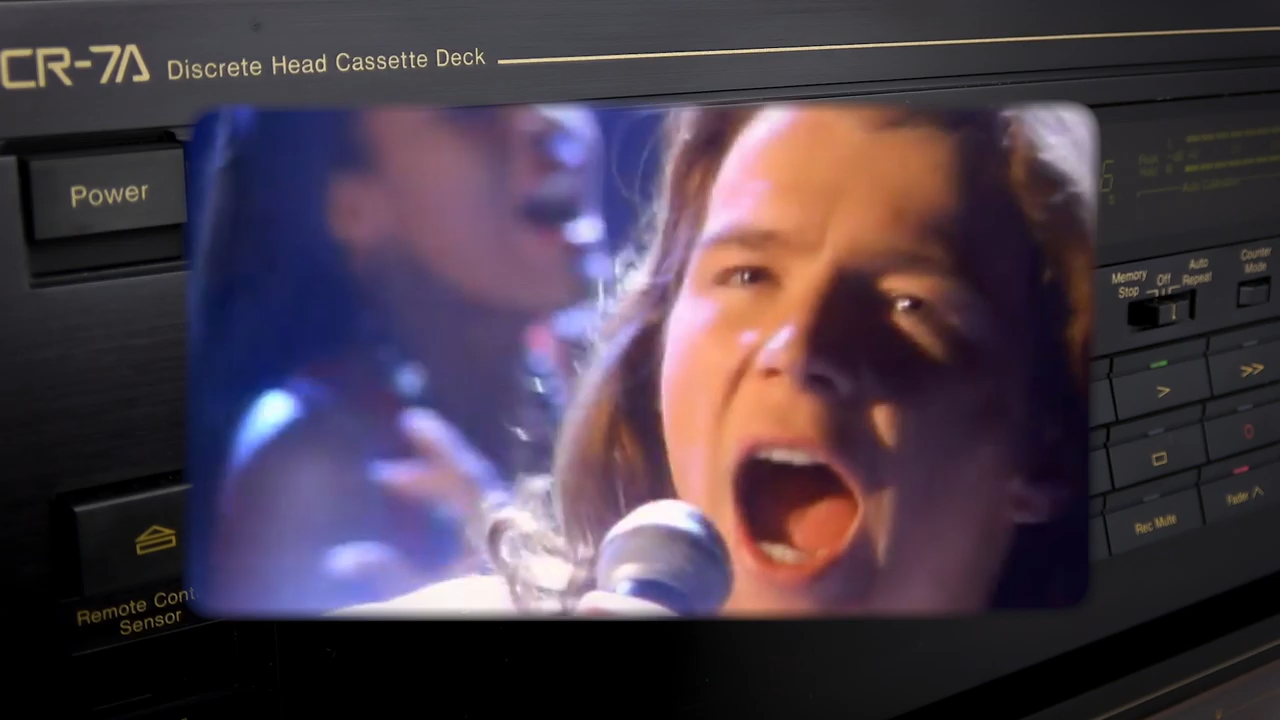 CR-7A Discrete Head Cassette Deck
Power
Memory
Stop
Off
Auto
Repeat
Counter
Mode
Rec Mute
Fader
Remote Cont
Sensor